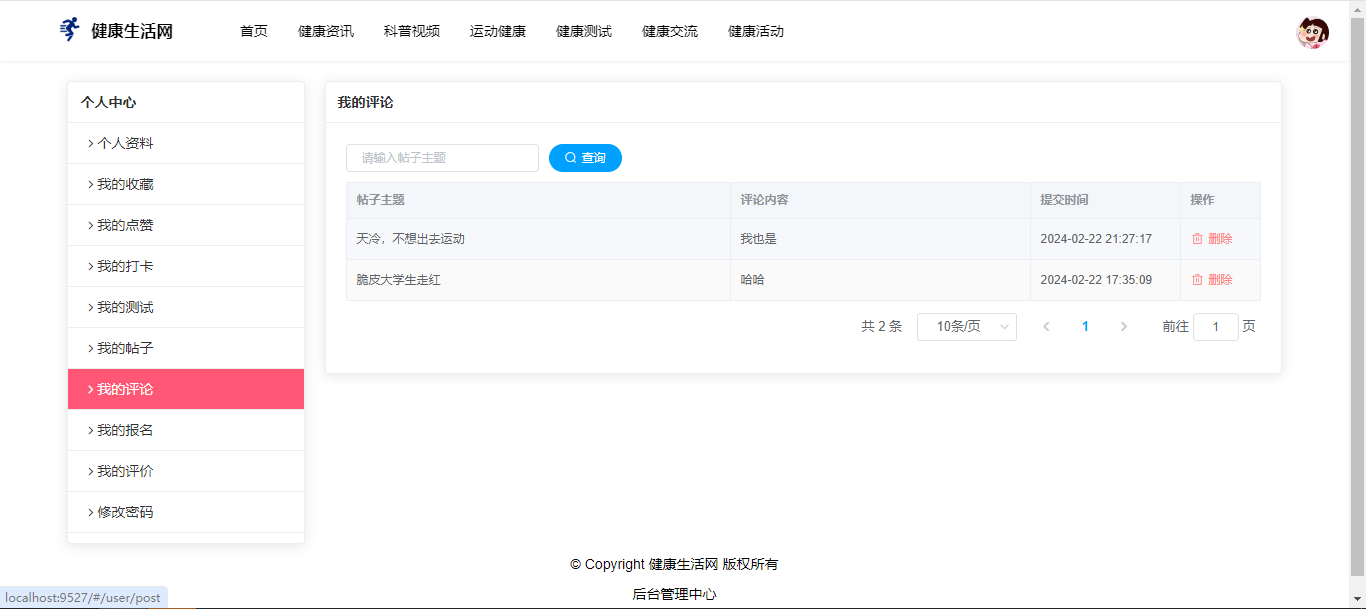 健康生活网 首页 健康资讯 科普视频 运动健康 健康测试 健康交流 健康活动
个人中心
个人资料
我的收藏
我的点赞
我的打卡
我的测试
我的帖子
我的评论
我的报名
我的评价
修改密码
我的评论
请输入帖子主题 查询
帖子主题 评论内容 提交时间 操作
天冷，不想出去运动 我也是 2024-02-22 21:27:17 删除
脆皮大学生走红 哈哈 2024-02-22 17:35:09 删除
共 2 条 10条/页 1 前往 1 页
© Copyright 健康生活网 版权所有
后台管理中心
localhost:9527/#/user/post